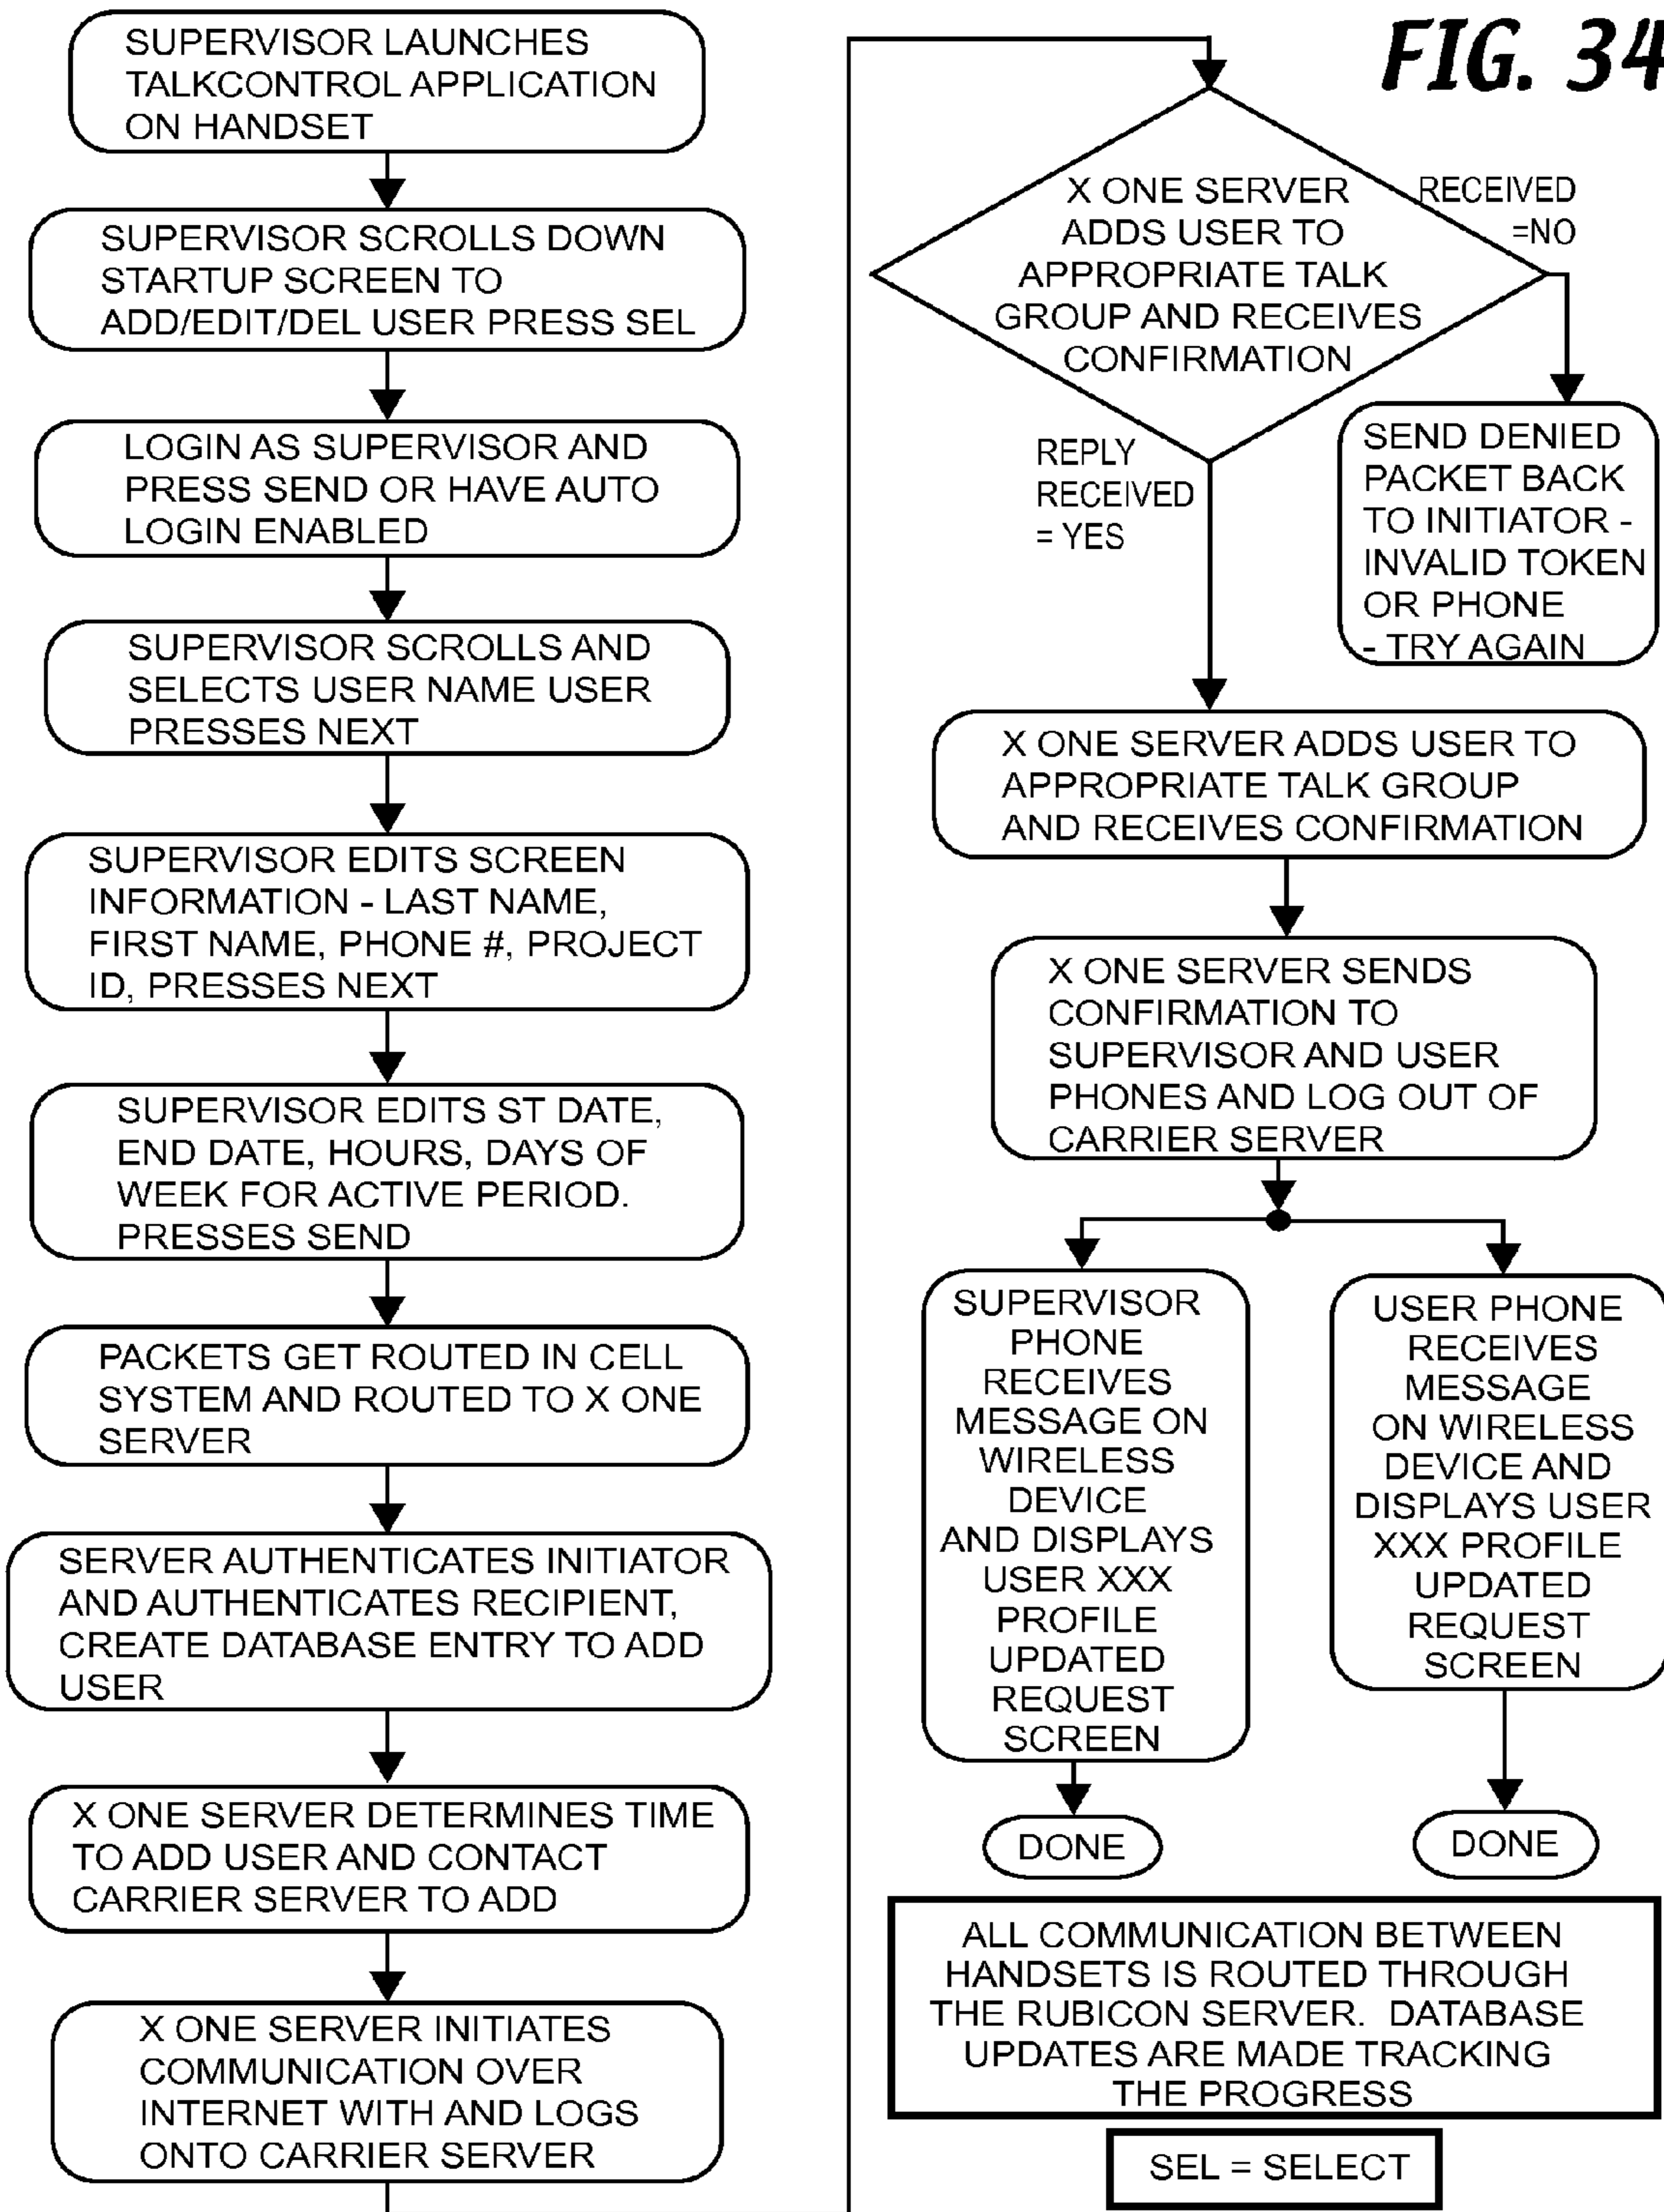 SUPERVISOR LAUNCHES
TALKCONTROL APPLICATION
ON HANDSET
SUPERVISOR SCROLLS DOWN
STARTUP SCREEN TO
ADD/EDIT/DEL USER PRESS SEL
LOGIN AS SUPERVISOR AND
PRESS SEND OR HAVE AUTO
LOGIN ENABLED
SUPERVISOR SCROLLS AND
SELECTS USER NAME USER
PRESSES NEXT
SUPERVISOR EDITS SCREEN
INFORMATION - LAST NAME,
FIRST NAME, PHONE #, PROJECT
ID, PRESSES NEXT
SUPERVISOR EDITS ST DATE,
END DATE, HOURS, DAYS OF
WEEK FOR ACTIVE PERIOD.
PRESSES SEND
PACKETS GET ROUTED IN CELL
SYSTEM AND ROUTED TO X ONE
SERVER
SERVER AUTHENTICATES INITIATOR
AND AUTHENTICATES RECIPIENT,
CREATE DATABASE ENTRY TO ADD
USER
X ONE SERVER DETERMINES TIME
TO ADD USER AND CONTACT
CARRIER SERVER TO ADD
X ONE SERVER INITIATES
COMMUNICATION OVER
INTERNET WITH AND LOGS
ONTO CARRIER SERVER
FIG. 34
X ONE SERVER
ADDS USER TO
APPROPRIATE TALK
GROUP AND RECEIVES
CONFIRMATION
RECEIVED
=NO
REPLY
RECEIVED
= YES
SEND DENIED
PACKET BACK
TO INITIATOR -
INVALID TOKEN
OR PHONE
- TRY AGAIN
X ONE SERVER ADDS USER TO
APPROPRIATE TALK GROUP
AND RECEIVES CONFIRMATION
X ONE SERVER SENDS
CONFIRMATION TO
SUPERVISOR AND USER
PHONES AND LOG OUT OF
CARRIER SERVER
SUPERVISOR
PHONE
RECEIVES
MESSAGE ON
WIRELESS
DEVICE
AND DISPLAYS
USER XXX
PROFILE
UPDATED
REQUEST
SCREEN
DONE
USER PHONE
RECEIVES
MESSAGE
ON WIRELESS
DEVICE AND
DISPLAYS USER
XXX PROFILE
UPDATED
REQUEST
SCREEN
DONE
ALL COMMUNICATION BETWEEN
HANDSETS IS ROUTED THROUGH
THE RUBICON SERVER. DATABASE
UPDATES ARE MADE TRACKING
THE PROGRESS
SEL = SELECT